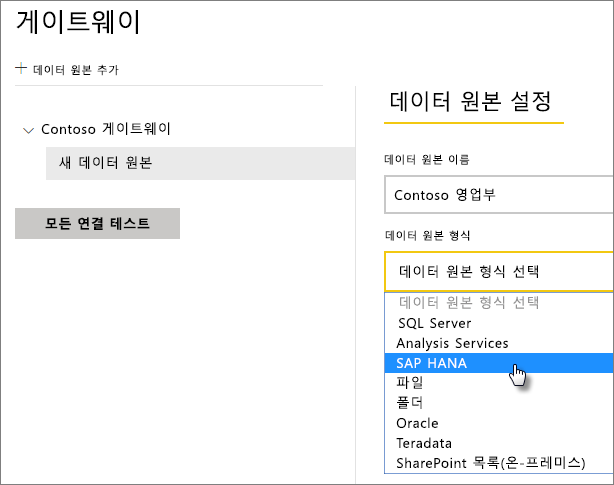 게이트웨이
데이터 원본 추가
Contoso 게이트웨이
새 데이터 원본
모든 연결 테스트
데이터 원본 설정
데이터 원본 이름
Contoso 영업부
데이터 원본 형식
데이터 원본 형식 선택
데이터 원본 형식 선택
SQL Server
Analysis Services
SAP HANA
파일
폴더
Oracle
Teradata
SharePoint 목록(온-프레미스)